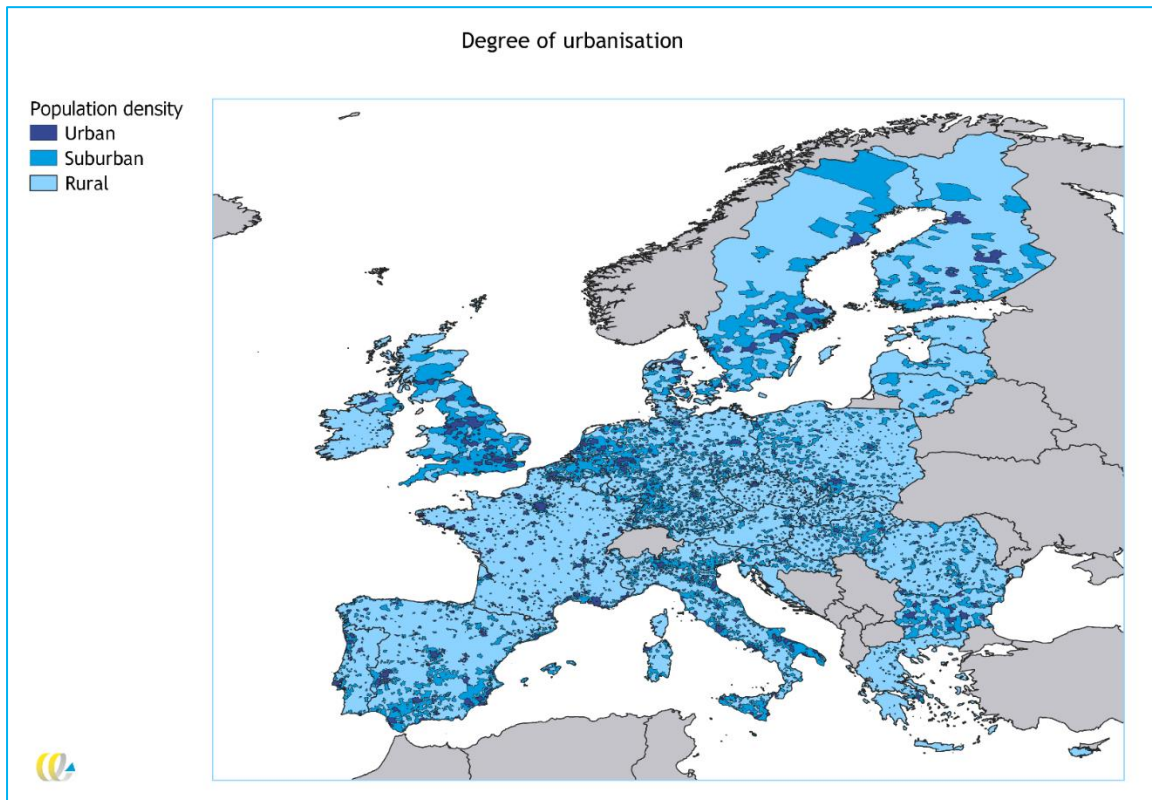 Degree of urbanisation
Population density
Urban
Suburban
Rural